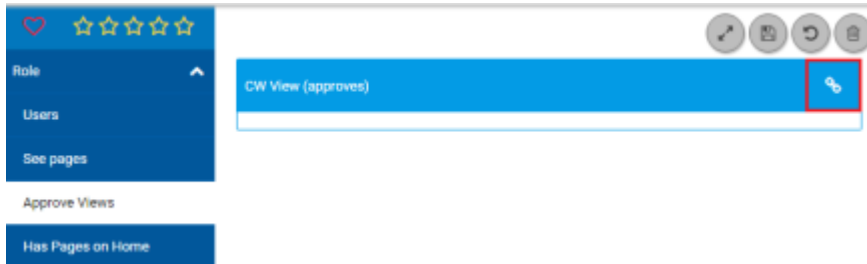 Role
CW View (approves)
Users
See pages
Approve Views
Has Pages on Home